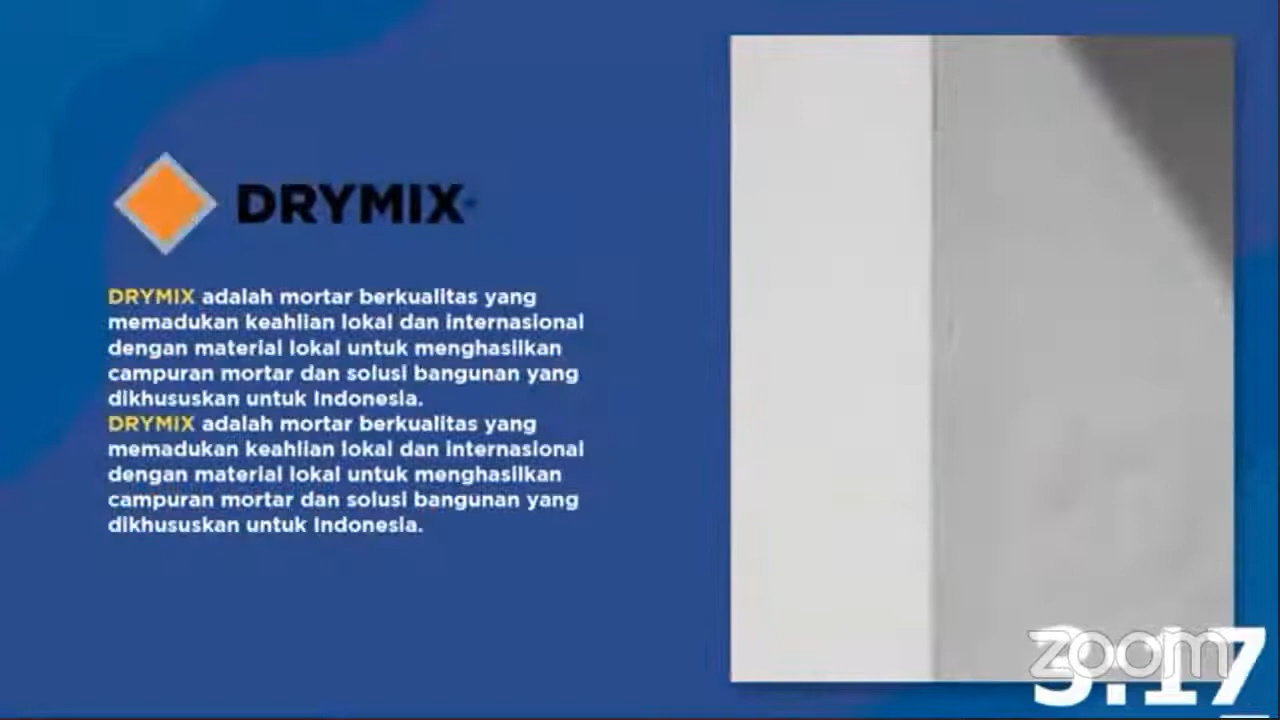 DRYMIX
DRYMIX adalah mortar berkualitas yang
memadukan keahlian lokal dan internasional
dengan material lokal untuk menghasilkan
campuran mortar dan solusi bangunan yang
dikhususkan untuk Indonesia.
DRYMIX adalah mortar berkualitas yang
memadukan keahlian lokal dan internasional
dengan material lokal untuk menghasilkan
campuran mortar dan solusi bangunan yang
dikhususkan untuk Indonesia.
zoom
3:17